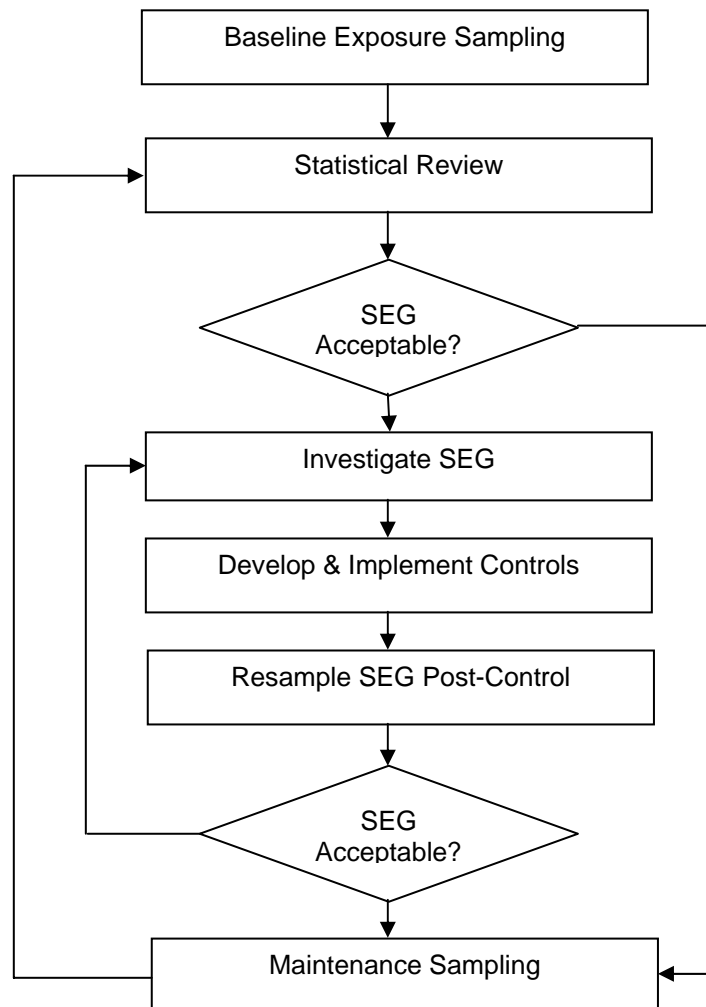 Baseline Exposure Sampling
Statistical Review
SEG
Acceptable?
Investigate SEG
Develop & Implement Controls
Resample SEG Post-Control
SEG
Acceptable?
Maintenance Sampling